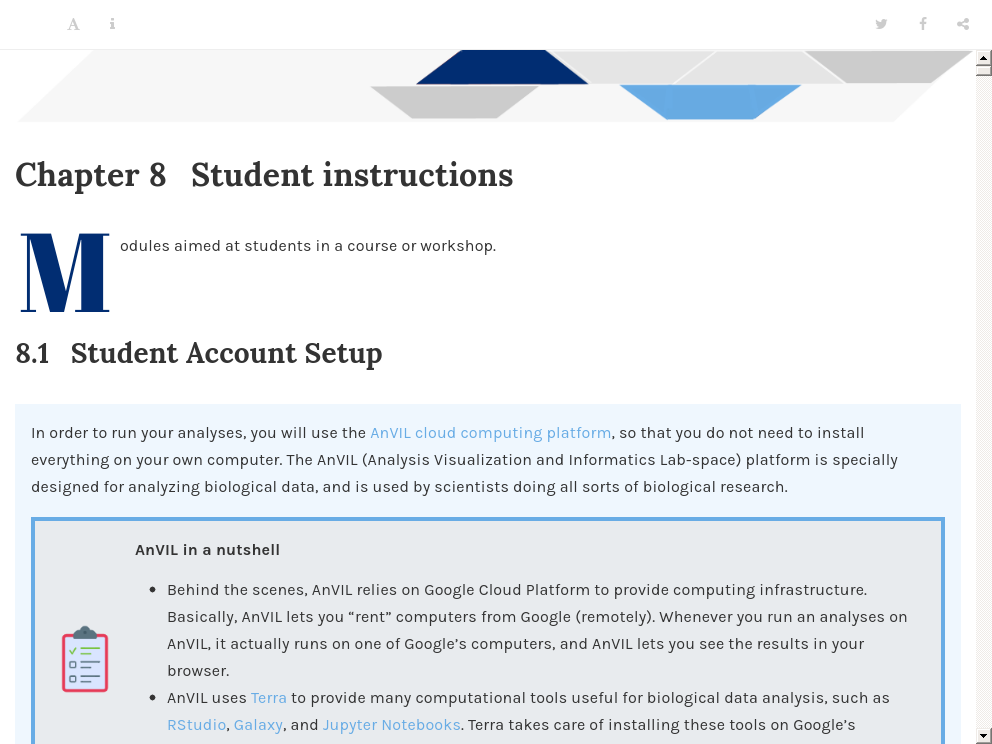 Chapter 8 Student instructions
Modules aimed at students in a course or workshop.
8.1 Student Account Setup
In order to run your analyses, you will use the AnVIL cloud computing platform, so that you do not need to install
everything on your own computer. The AnVIL (Analysis Visualization and Informatics Lab-space) platform is specially
designed for analyzing biological data, and is used by scientists doing all sorts of biological research.
AnVIL in a nutshell
• Behind the scenes, AnVIL relies on Google Cloud Platform to provide computing infrastructure.
Basically, AnVIL lets you “rent” computers from Google (remotely). Whenever you run an analyses on
AnVIL, it actually runs on one of Google’s computers, and AnVIL lets you see the results in your
browser.
• AnVIL uses Terra to provide many computational tools useful for biological data analysis, such as
RStudio, Galaxy, and Jupyter Notebooks. Terra takes care of installing these tools on Google’s